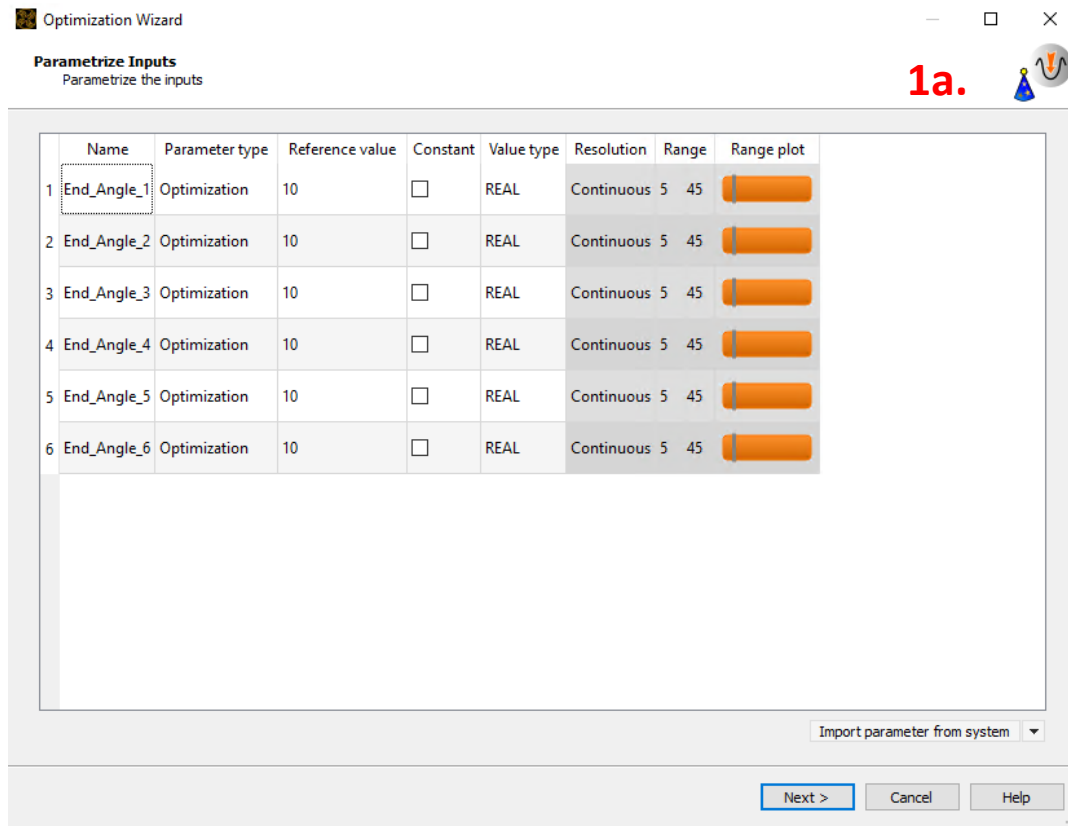 Optimization Wizard
Parametrize Inputs
Parametrize the inputs
1a.
Name Parameter type Reference value Constant Value type Resolution Range Range plot
1 End_Angle_1 Optimization 10 REAL Continuous 5 45
2 End_Angle_2 Optimization 10 REAL Continuous 5 45
3 End_Angle_3 Optimization 10 REAL Continuous 5 45
4 End_Angle_4 Optimization 10 REAL Continuous 5 45
5 End_Angle_5 Optimization 10 REAL Continuous 5 45
6 End_Angle_6 Optimization 10 REAL Continuous 5 45
Import parameter from system
Next > Cancel Help